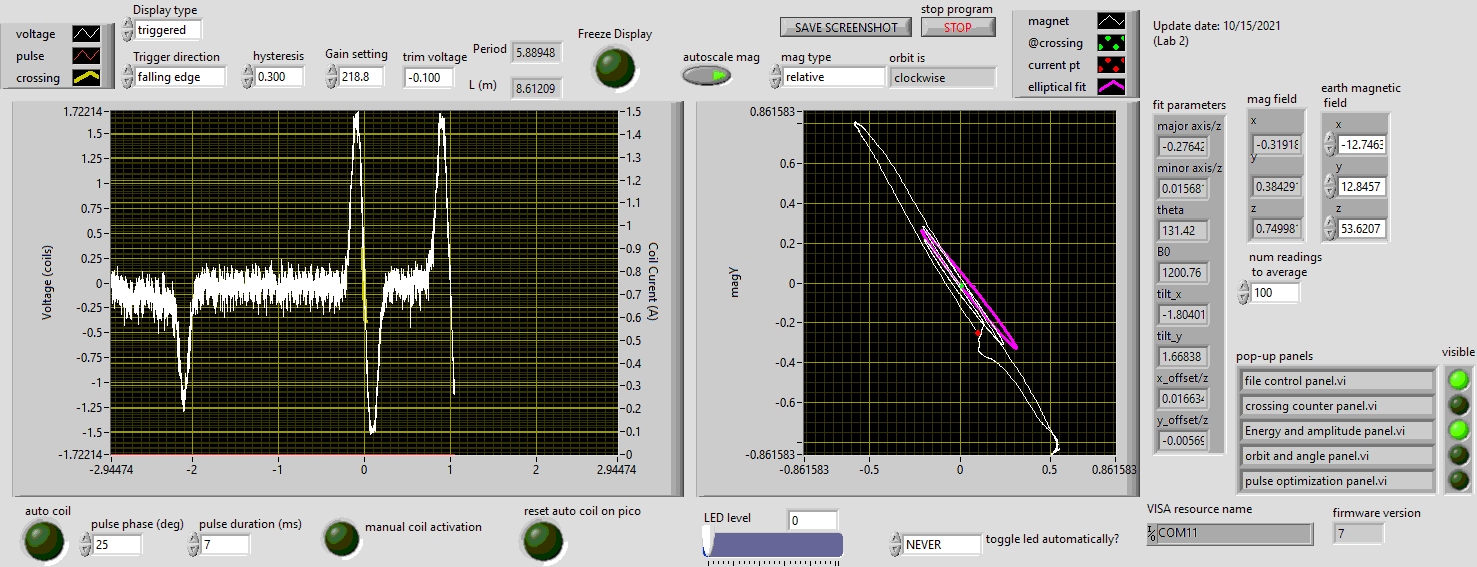 voltage
pulse
crossing
Display type
triggered
Trigger direction
falling edge
hysteresis
0.300
Gain setting
218.8
trim voltage
-0.100
Period
5.88948
L (m)
8.61209
Freeze Display
SAVE SCREENSHOT
stop program
STOP
autoscale mag
mag type
relative
orbit is
clockwise
magnet
@crossing
current pt
elliptical fit
Update date: 10/15/2021
(Lab 2)
Voltage (coils)
1.72214
1.5
1.25
1
0.75
0.5
0.25
0
-0.25
-0.5
-0.75
-1
-1.25
-1.5
-1.72214
-2.94474
-2
-1
0
1
2
2.94474
1.5
1.4
1.3
1.2
1.1
1
0.9
0.8
0.7
0.6
0.5
0.4
0.3
0.2
0.1
0
Coil Current (A)
magY
0.861583
0.6
0.4
0.2
0
-0.2
-0.4
-0.6
-0.861583
-0.861583
-0.5
0
0.5
0.861583
fit parameters
major axis/z
-0.27642
minor axis/z
0.01568
theta
131.42
B0
1200.76
tilt_x
-1.80401
tilt_y
1.66838
x_offset/z
0.01663
y_offset/z
-0.00569
mag field
x
-0.31918
y
0.38429
z
0.74998
earth magnetic
field
x
-12.746
y
12.8457
z
53.6207
num readings
to average
100
pop-up panels
visible
file control panel.vi
crossing counter panel.vi
Energy and amplitude panel.vi
orbit and angle panel.vi
pulse optimization panel.vi
auto coil
pulse phase (deg)
25
pulse duration (ms)
7
manual coil activation
reset auto coil on pico
LED level
0
NEVER
toggle led automatically?
VISA resource name
COM11
firmware version
7